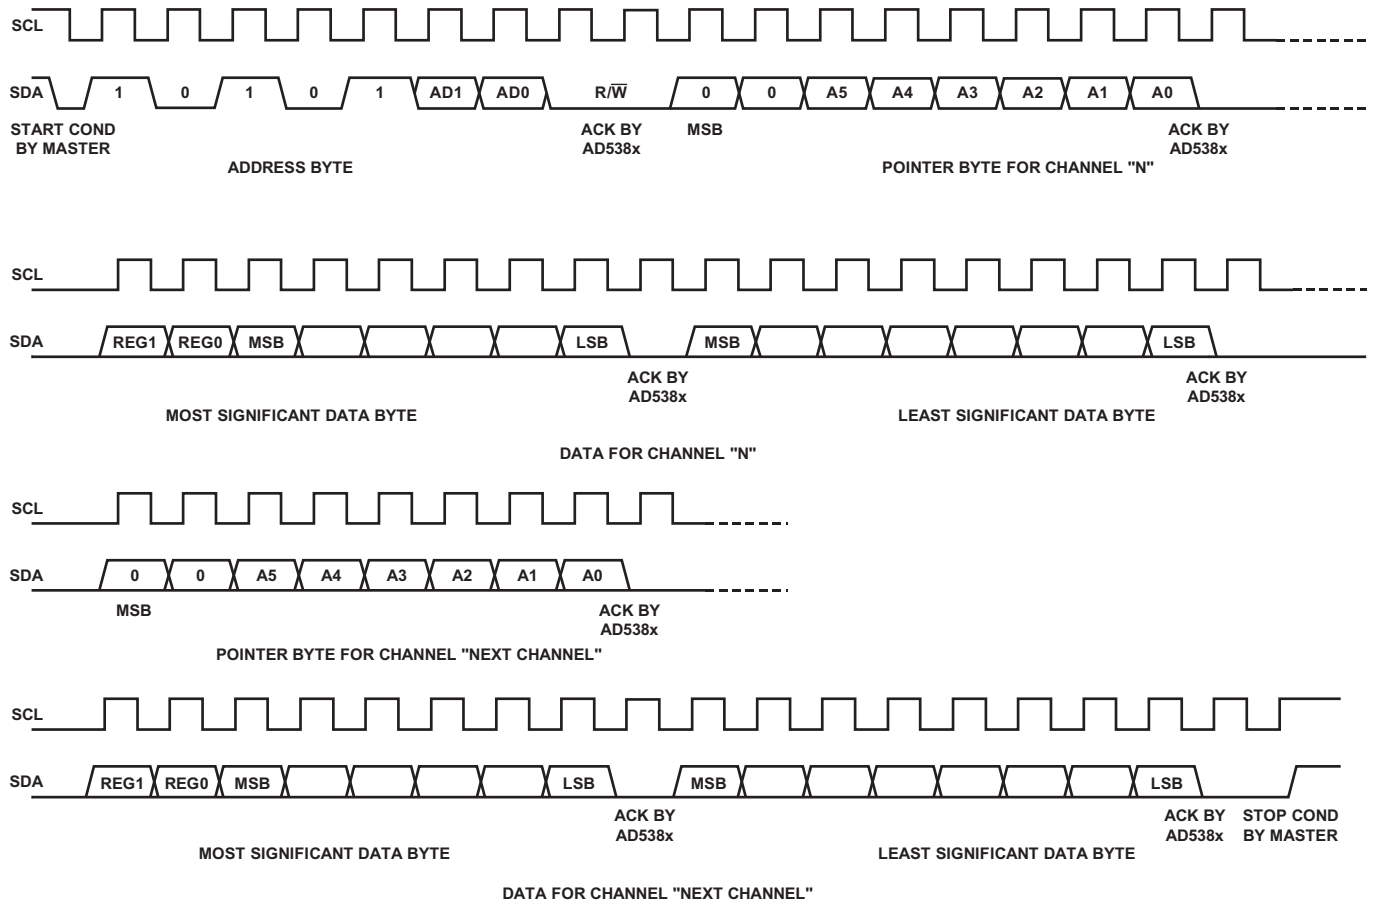 SCL
SDA 1 0 1 0 1 AD1 AD0 R/W̅ 0 0 A5 A4 A3 A2 A1 A0
START COND ACK BY MSB ACK BY
BY MASTER AD538x AD538x
ADDRESS BYTE POINTER BYTE FOR CHANNEL "N"
SCL
SDA REG1 REG0 MSB LSB MSB LSB
ACK BY ACK BY
AD538x AD538x
MOST SIGNIFICANT DATA BYTE LEAST SIGNIFICANT DATA BYTE
DATA FOR CHANNEL "N"
SCL
SDA 0 0 A5 A4 A3 A2 A1 A0
MSB ACK BY
AD538x
POINTER BYTE FOR CHANNEL "NEXT CHANNEL"
SCL
SDA REG1 REG0 MSB LSB MSB LSB
ACK BY ACK BY STOP COND
AD538x AD538x BY MASTER
MOST SIGNIFICANT DATA BYTE LEAST SIGNIFICANT DATA BYTE
DATA FOR CHANNEL "NEXT CHANNEL"